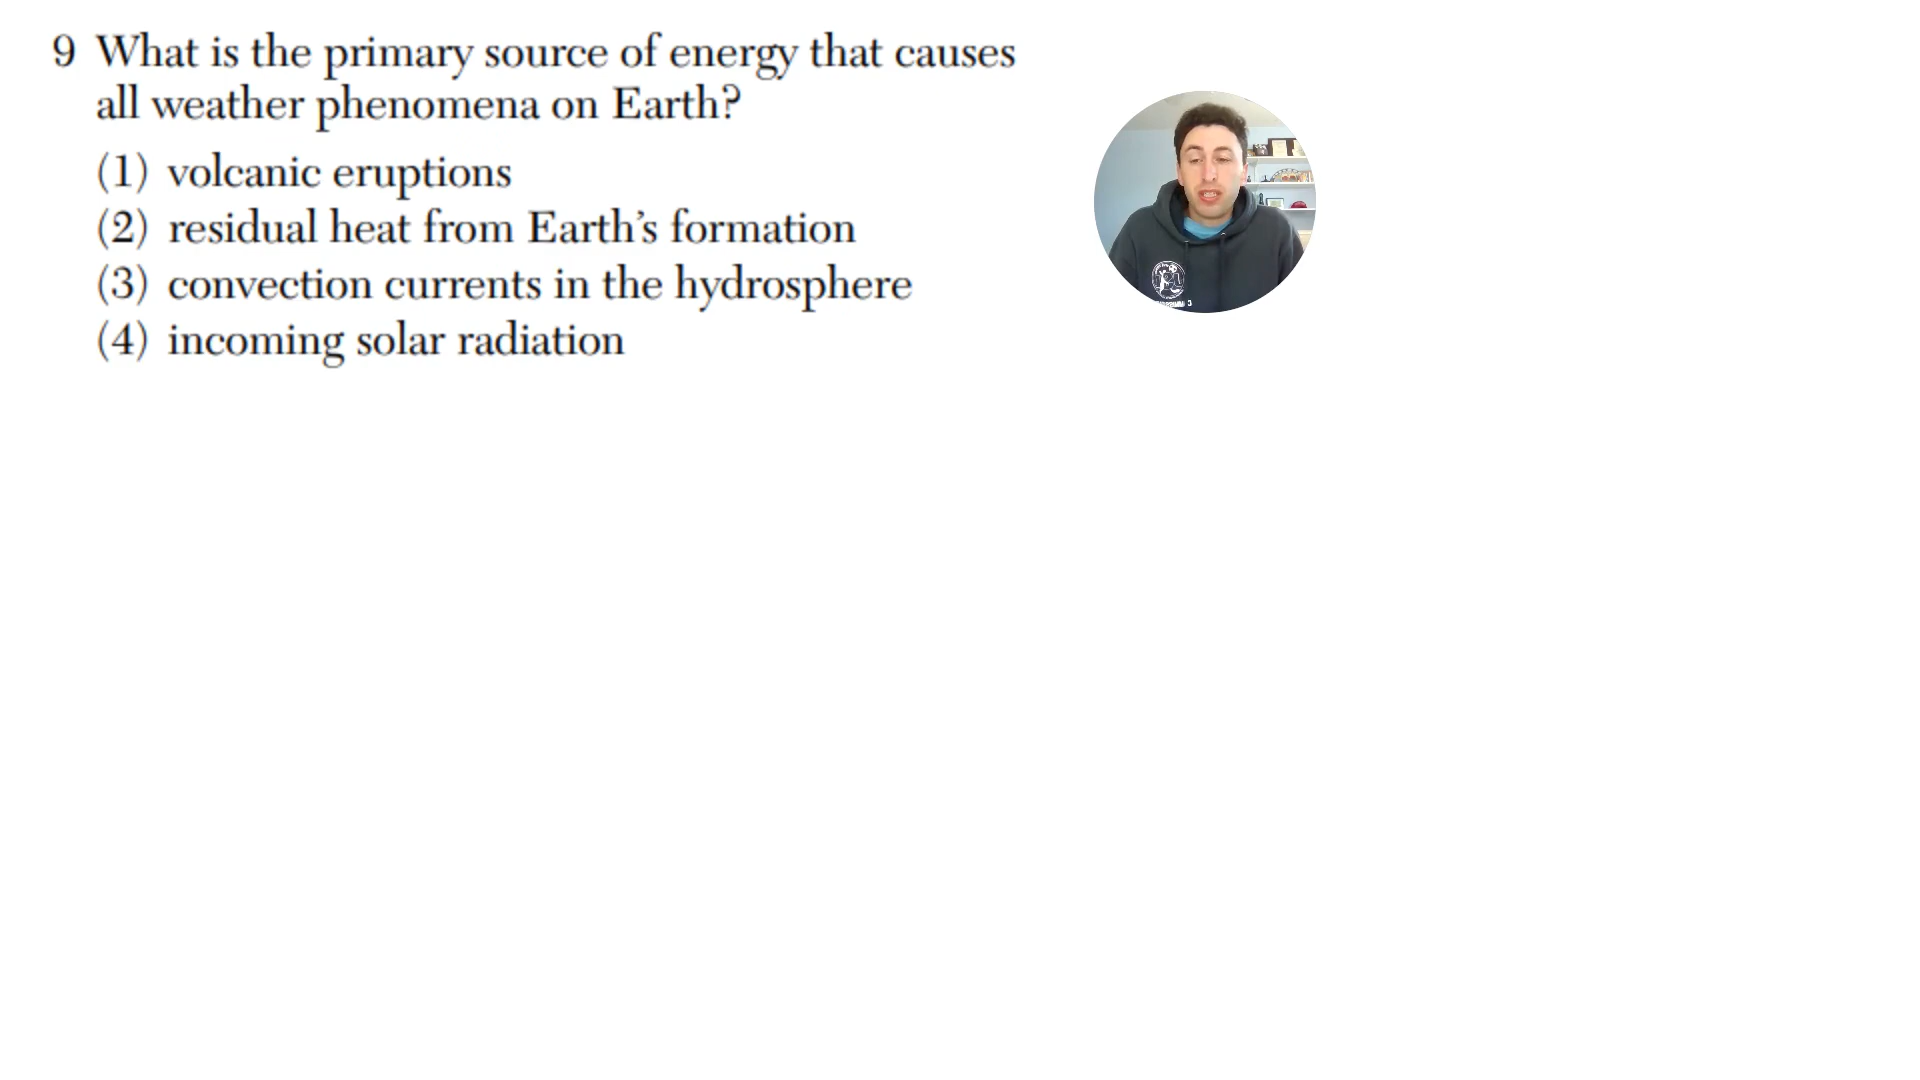 9 What is the primary source of energy that causes
all weather phenomena on Earth?
(1) volcanic eruptions
(2) residual heat from Earth’s formation
(3) convection currents in the hydrosphere
(4) incoming solar radiation